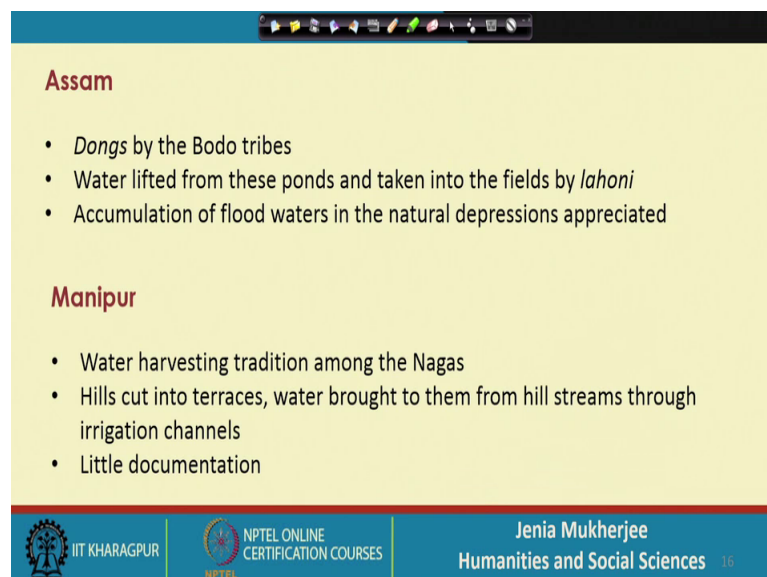 Assam
• Dongs by the Bodo tribes
• Water lifted from these ponds and taken into the fields by lahoni
• Accumulation of flood waters in the natural depressions appreciated
Manipur
• Water harvesting tradition among the Nagas
• Hills cut into terraces, water brought to them from hill streams through
irrigation channels
• Little documentation
IIT KHARAGPUR
NPTEL ONLINE
CERTIFICATION COURSES
NPTEL
Jenia Mukherjee
Humanities and Social Sciences
16